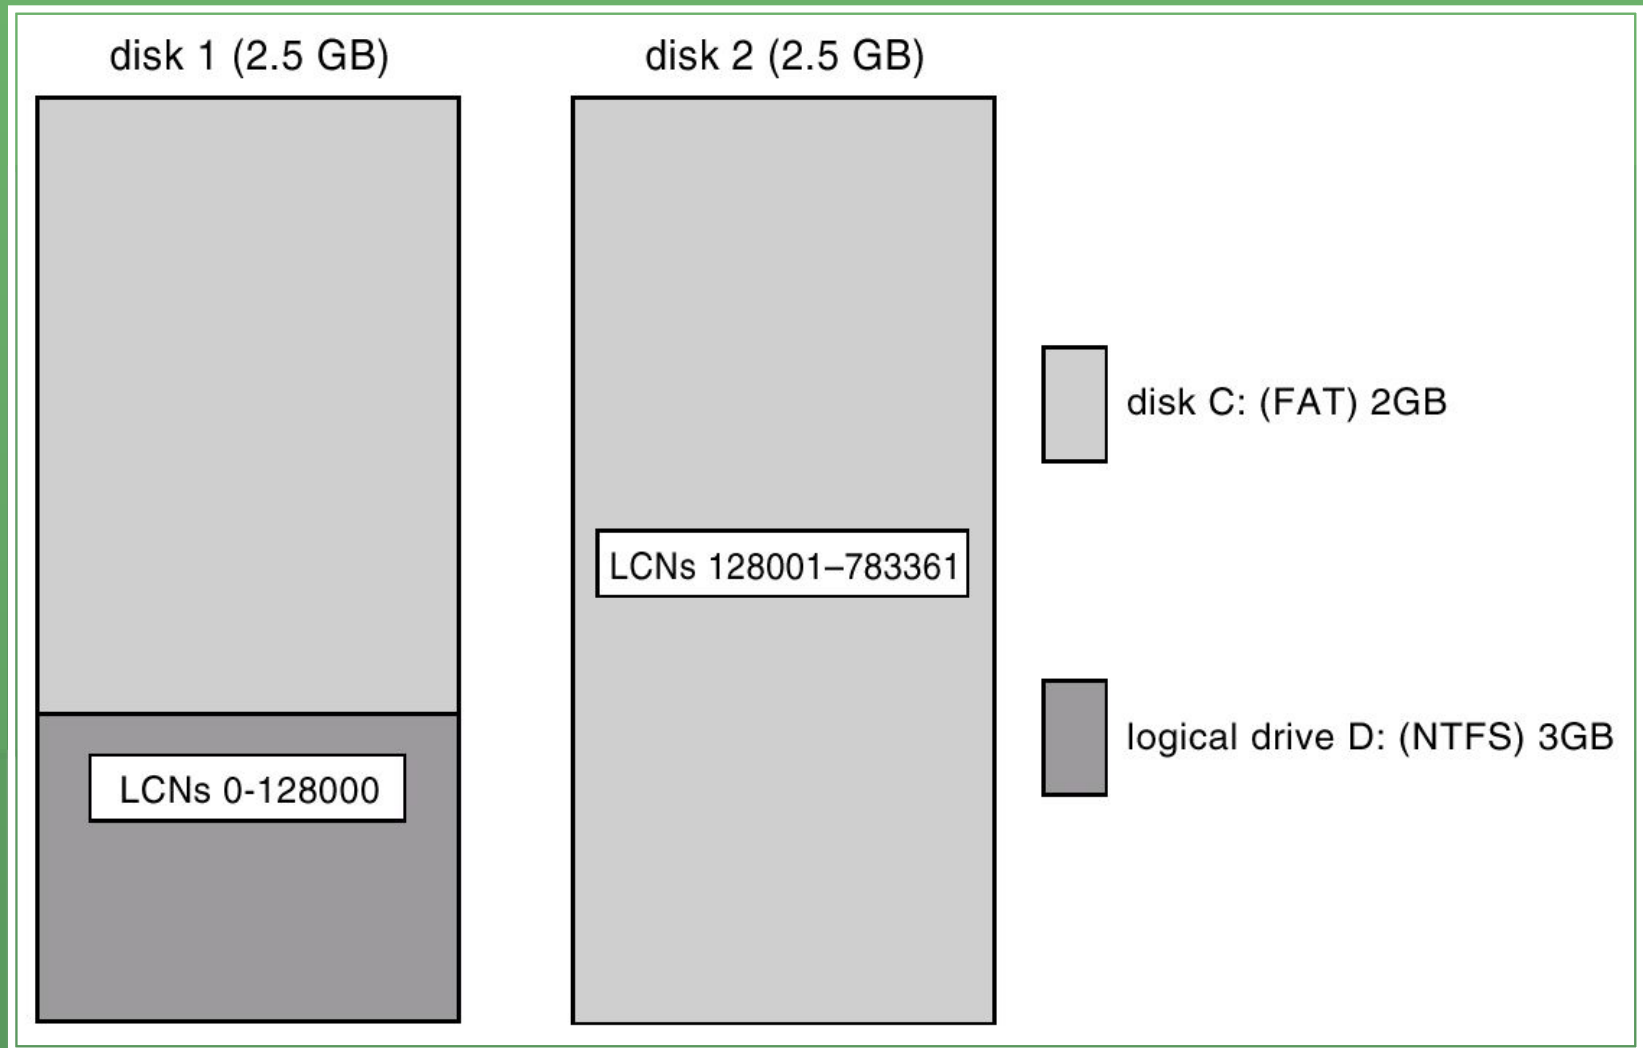 disk 1 (2.5 GB)
disk 2 (2.5 GB)
disk C: (FAT) 2GB
LCNs 128001–783361
logical drive D: (NTFS) 3GB
LCNs 0-128000